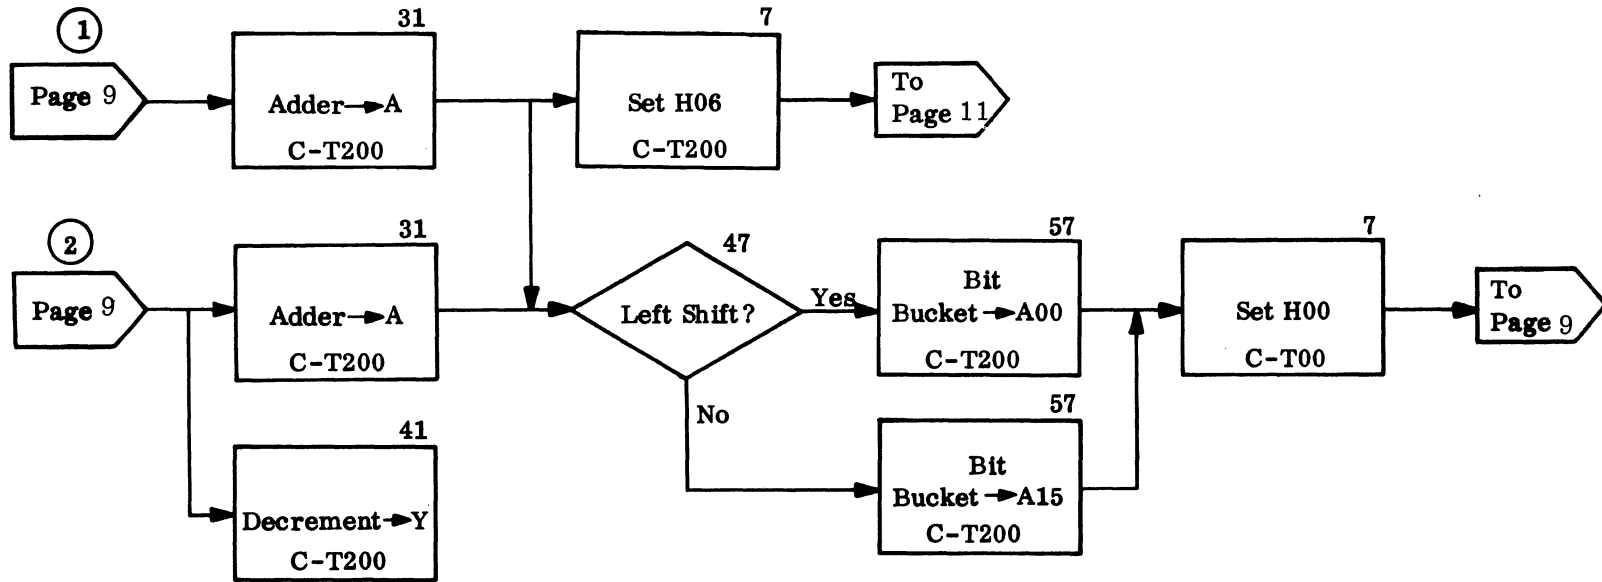 1
Page 9
31
Adder→A
C-T200
7
Set H06
C-T200
To
Page 11
2
Page 9
31
Adder→A
C-T200
41
Decrement→Y
C-T200
47
Left Shift?
Yes
No
57
Bit
Bucket→A00
C-T200
57
Bit
Bucket→A15
C-T200
7
Set H00
C-T00
To
Page 9